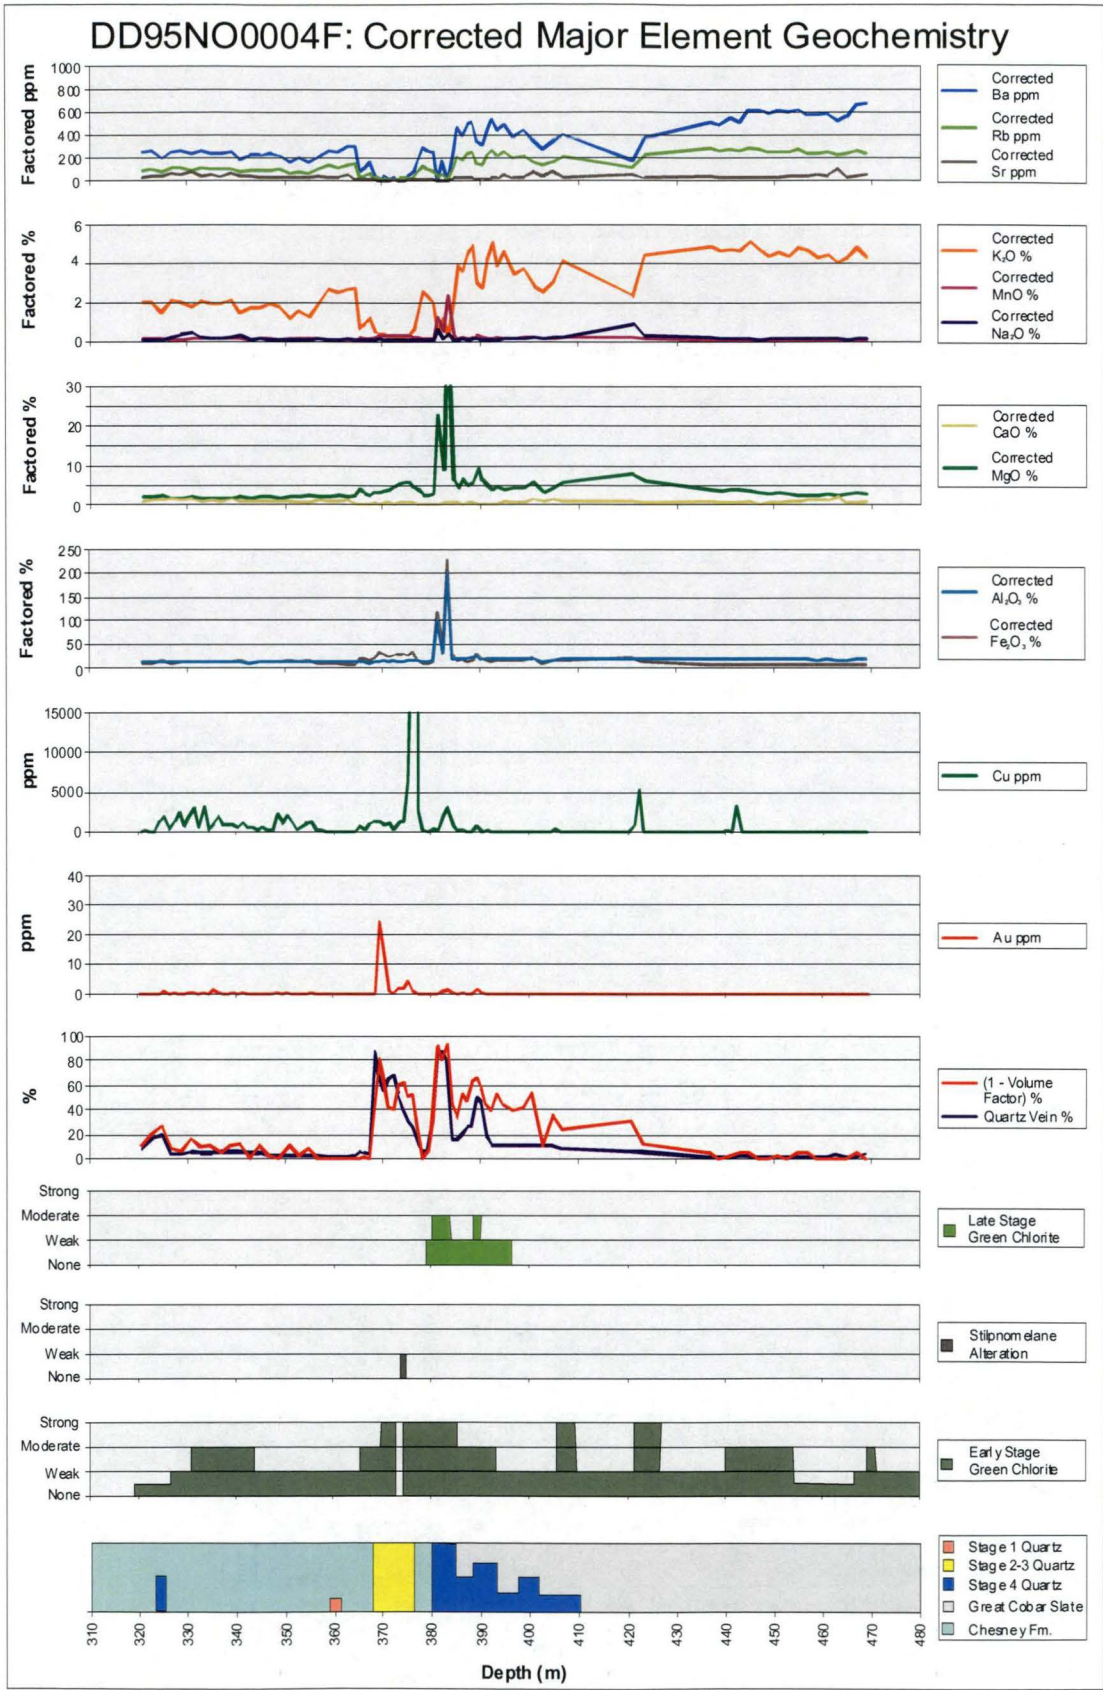 DD95NO0004F: Corrected Major Element Geochemistry
Factored ppm
1000
800
600
400
200
0
Corrected
Ba ppm
Corrected
Rb ppm
Corrected
Sr ppm
Factored %
6
4
2
0
Corrected
K₂O %
Corrected
MnO %
Corrected
Na₂O %
Factored %
30
20
10
0
Corrected
CaO %
Corrected
MgO %
Factored %
250
200
150
100
50
0
Corrected
Al₂O₃ %
Corrected
Fe₂O₃ %
ppm
15000
10000
5000
0
Cu ppm
ppm
40
30
20
10
0
Au ppm
%
100
80
60
40
20
0
(1 - Volume
Factor) %
Quartz Vein %
Strong
Moderate
Weak
None
Late Stage
Green Chlorite
Strong
Moderate
Weak
None
Stilpnomelane
Alteration
Strong
Moderate
Weak
None
Early Stage
Green Chlorite
Stage 1 Quartz
Stage 2-3 Quartz
Stage 4 Quartz
Great Cobar Slate
Chesney Fm.
310 320 330 340 350 360 370 380 390 400 410 420 430 440 450 460 470 480
Depth (m)